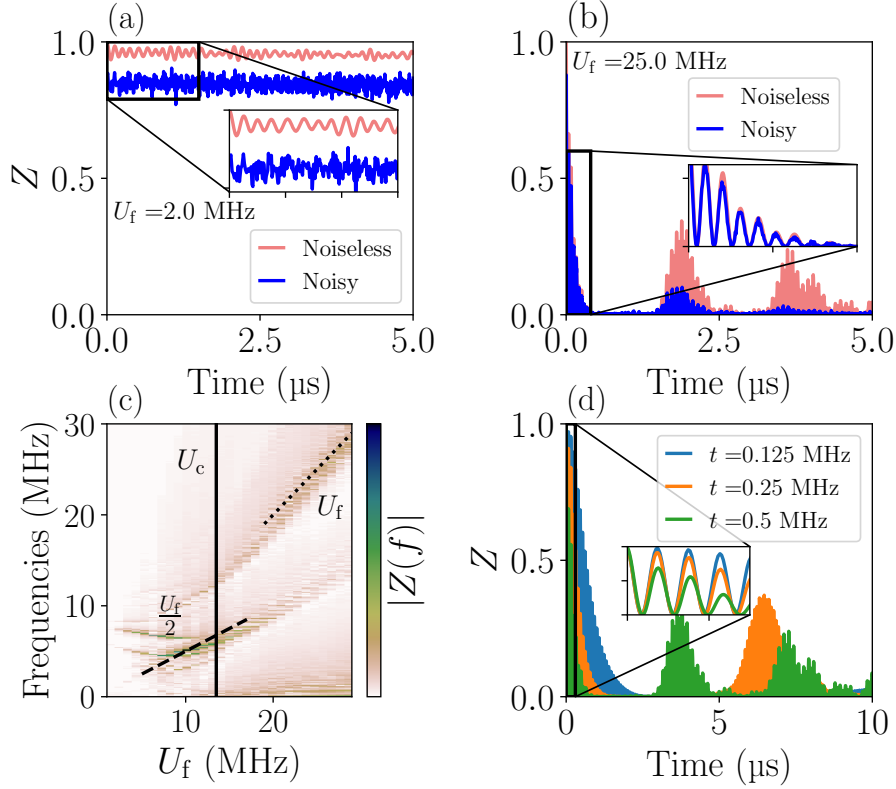 (a)
1.0
0.5
0.0
Z
U_f =2.0 MHz
Noiseless
Noisy
0.0 2.5 5.0
Time (µs)
(b)
1.0
0.5
0.0
U_f =25.0 MHz
Noiseless
Noisy
0.0 2.5 5.0
Time (µs)
(c)
30
20
10
0
Frequencies (MHz)
U_c
U_f
U_f/2
10 20
U_f (MHz)
|Z(f)|
(d)
1.0
0.5
0.0
Z
t =0.125 MHz
t =0.25 MHz
t =0.5 MHz
0 5 10
Time (µs)